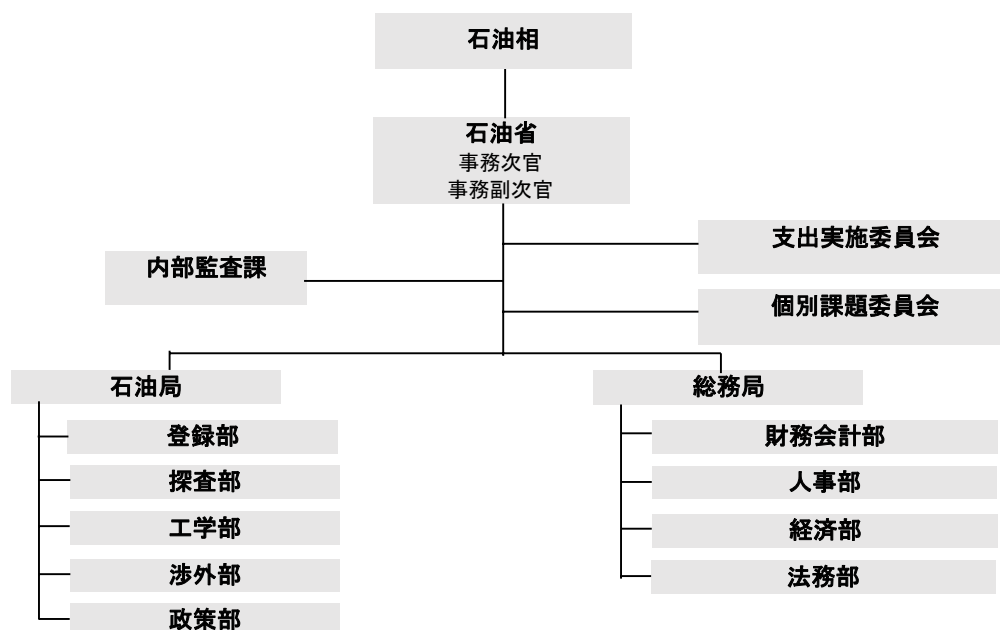 石油相
石油省
事務次官
事務副次官
支出実施委員会
内部監査課
個別課題委員会
石油局
総務局
登録部
財務会計部
探査部
人事部
工学部
経済部
渉外部
法務部
政策部